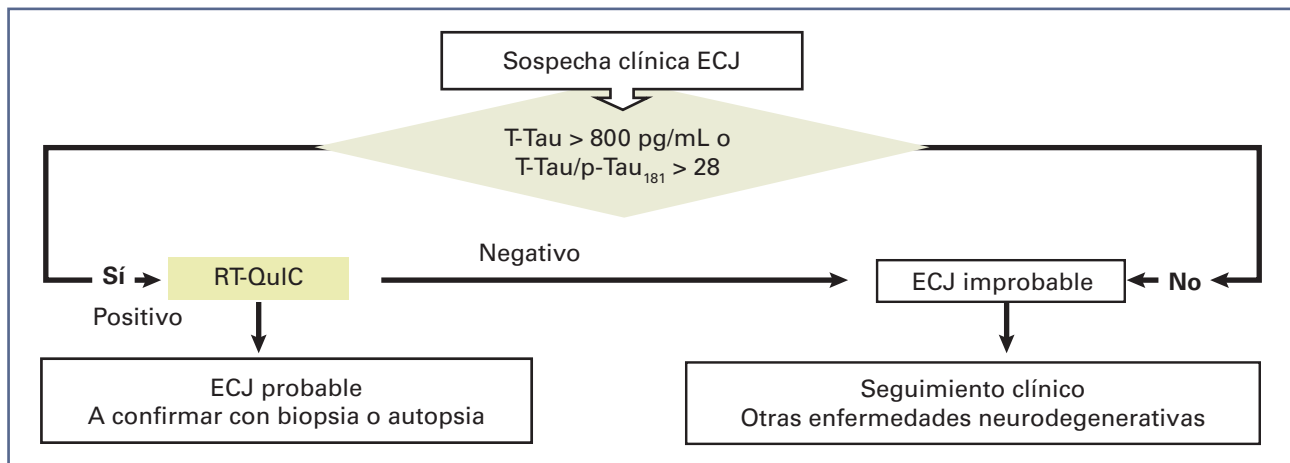 Sospecha clínica ECJ
T-Tau > 800 pg/mL o
T-Tau/p-Tau₁₈₁ > 28
Negativo
Sí
RT-QuIC
ECJ improbable
No
Positivo
ECJ probable
A confirmar con biopsia o autopsia
Seguimiento clínico
Otras enfermedades neurodegenerativas